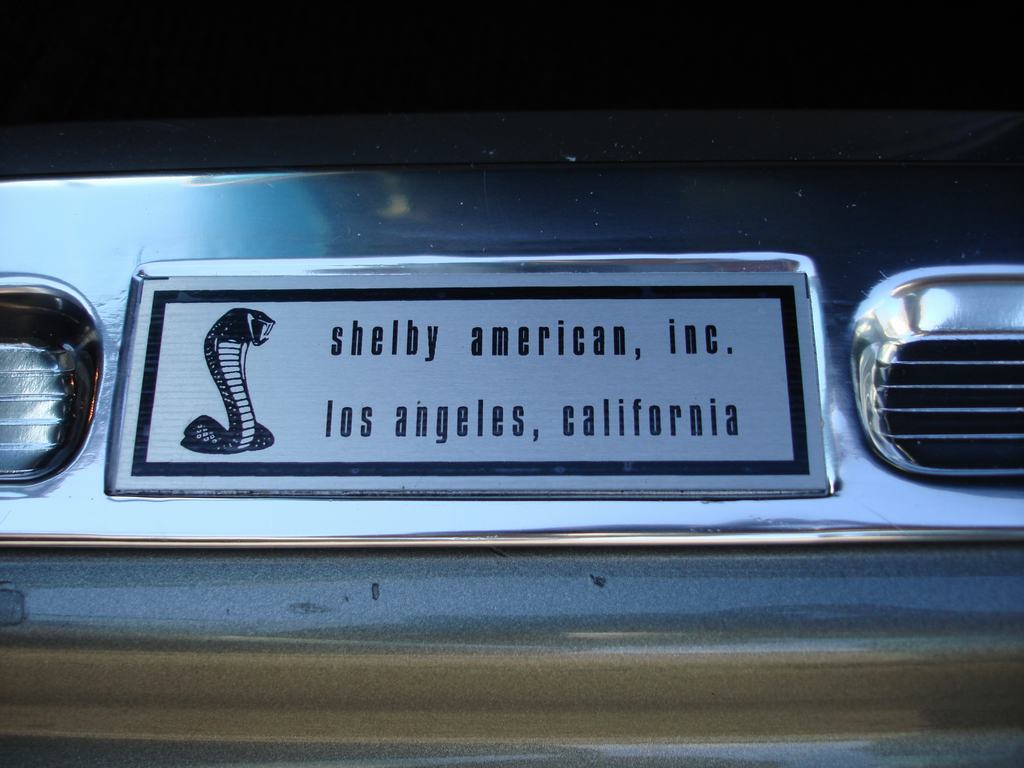 shelby american, inc.
los angeles, california